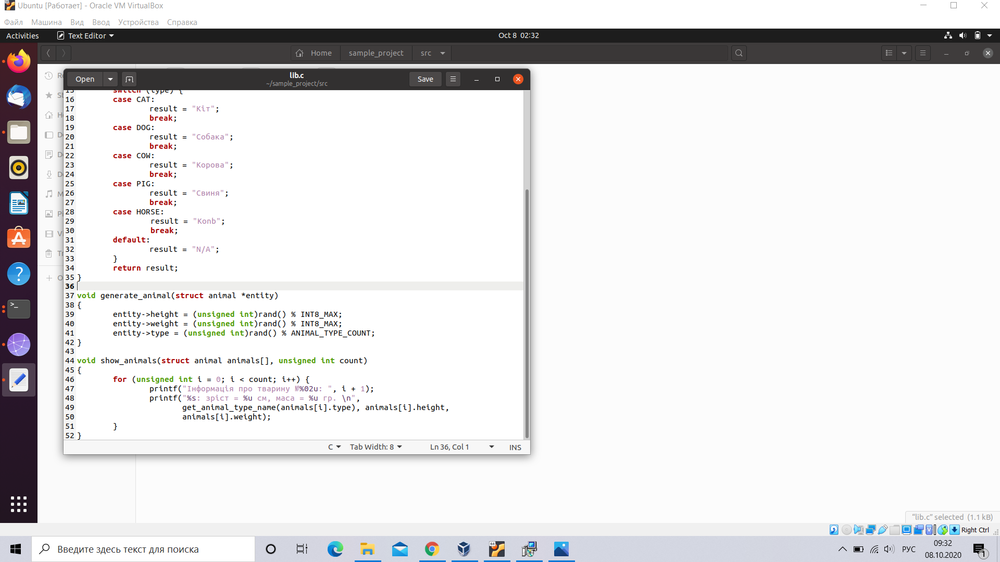 Ubuntu [Работает] - Oracle VM VirtualBox
Файл Машина Вид Ввод Устройства Справка
Activities Text Editor Oct 8 02:32
Home sample_project src
Open lib.c Save
~/sample_project/src
15 switch (type) {
16 case CAT:
17 result = "Кіт";
18 break;
19 case DOG:
20 result = "Собака";
21 break;
22 case COW:
23 result = "Корова";
24 break;
25 case PIG:
26 result = "Свиня";
27 break;
28 case HORSE:
29 result = "Konb";
30 break;
31 default:
32 result = "N/A";
33 }
34 return result;
35 }
36
37 void generate_animal(struct animal *entity)
38 {
39 entity->height = (unsigned int)rand() % INT8_MAX;
40 entity->weight = (unsigned int)rand() % INT8_MAX;
41 entity->type = (unsigned int)rand() % ANIMAL_TYPE_COUNT;
42 }
43
44 void show_animals(struct animal animals[], unsigned int count)
45 {
46 for (unsigned int i = 0; i < count; i++) {
47 printf("Інформація про тварину №%02u: ", i + 1);
48 printf("%s: зріст = %u см, маса = %u гр. \n",
49 get_animal_type_name(animals[i].type), animals[i].height,
50 animals[i].weight);
51 }
52 }
C Tab Width: 8 Ln 36, Col 1 INS
"lib.c" selected (1.1 kB)
Right Ctrl
Введите здесь текст для поиска
64
РУС
09:32
08.10.2020
1